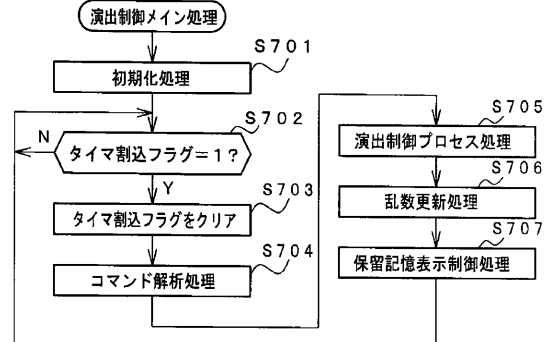 演出制御メイン処理
S701
初期化処理
S702
N
タイマ割込フラグ=1?
Y
S703
タイマ割込フラグをクリア
S704
コマンド解析処理
S705
演出制御プロセス処理
S706
乱数更新処理
S707
保留記憶表示制御処理